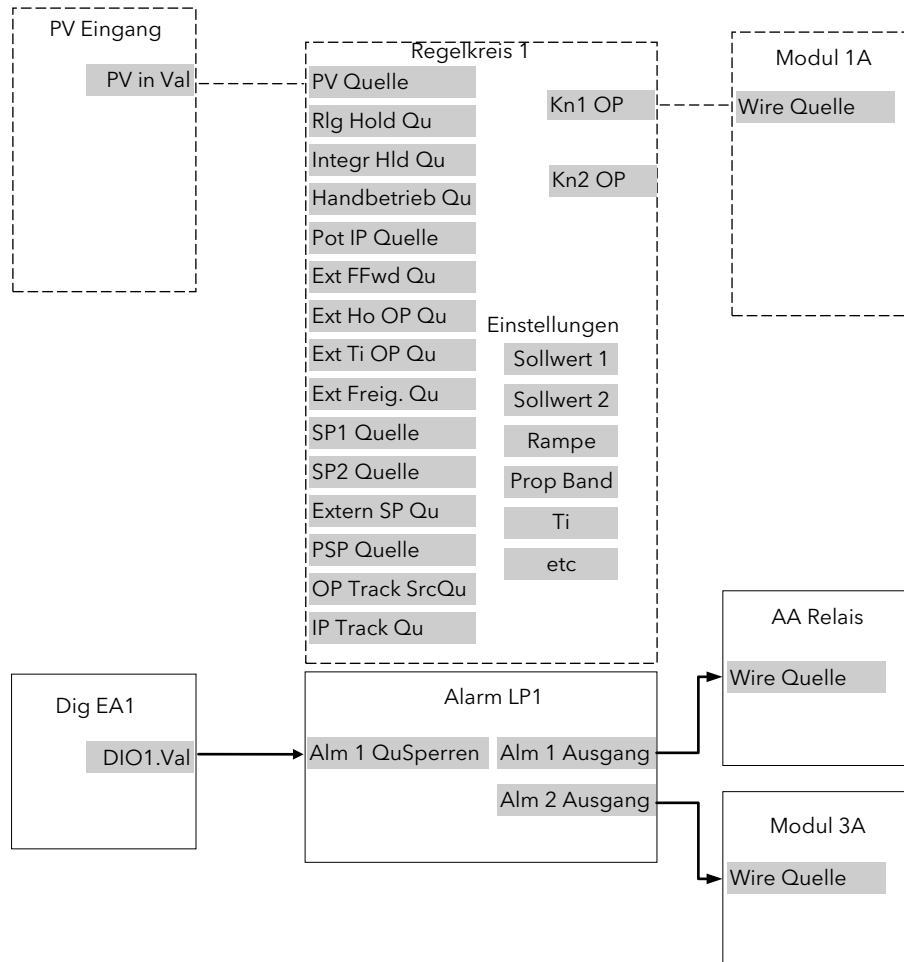 PV Eingang
PV in Val
Regelkreis 1
PV Quelle
Rlg Hold Qu
Integr Hld Qu
Handbetrieb Qu
Pot IP Quelle
Ext FFwd Qu
Ext Ho OP Qu
Ext Ti OP Qu
Ext Freig. Qu
SP1 Quelle
SP2 Quelle
Extern SP Qu
PSP Quelle
OP Track SrcQu
IP Track Qu
Kn1 OP
Kn2 OP
Einstellungen
Sollwert 1
Sollwert 2
Rampe
Prop Band
Ti
etc
Modul 1A
Wire Quelle
Dig EA1
DIO1.Val
Alarm LP1
Alm 1 QuSperren
Alm 1 Ausgang
Alm 2 Ausgang
AA Relais
Wire Quelle
Modul 3A
Wire Quelle